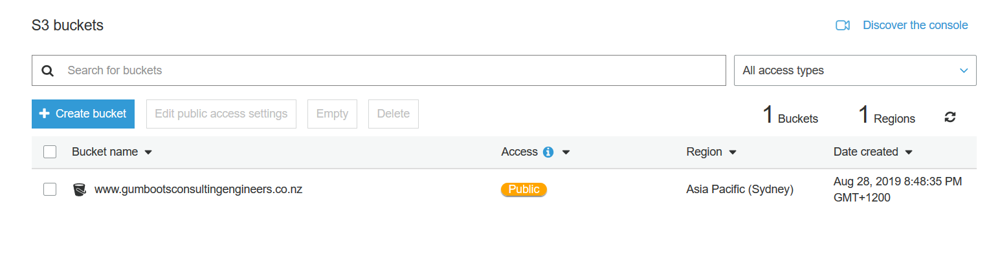 S3 buckets
Discover the console
Search for buckets
All access types
Create bucket
Edit public access settings
Empty
Delete
1 Buckets
1 Regions
Bucket name
Access
Region
Date created
www.gumbootsconsultingengineers.co.nz
Public
Asia Pacific (Sydney)
Aug 28, 2019 8:48:35 PM
GMT+1200